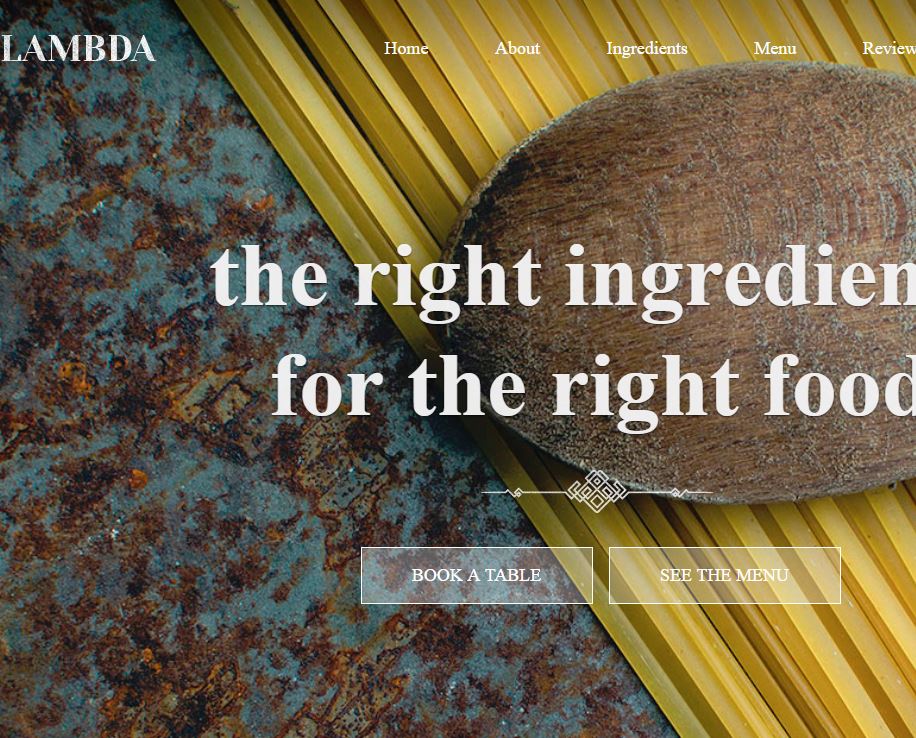 LAMBDA
Home About Ingredients Menu Review
the right ingredien
for the right food
BOOK A TABLE SEE THE MENU